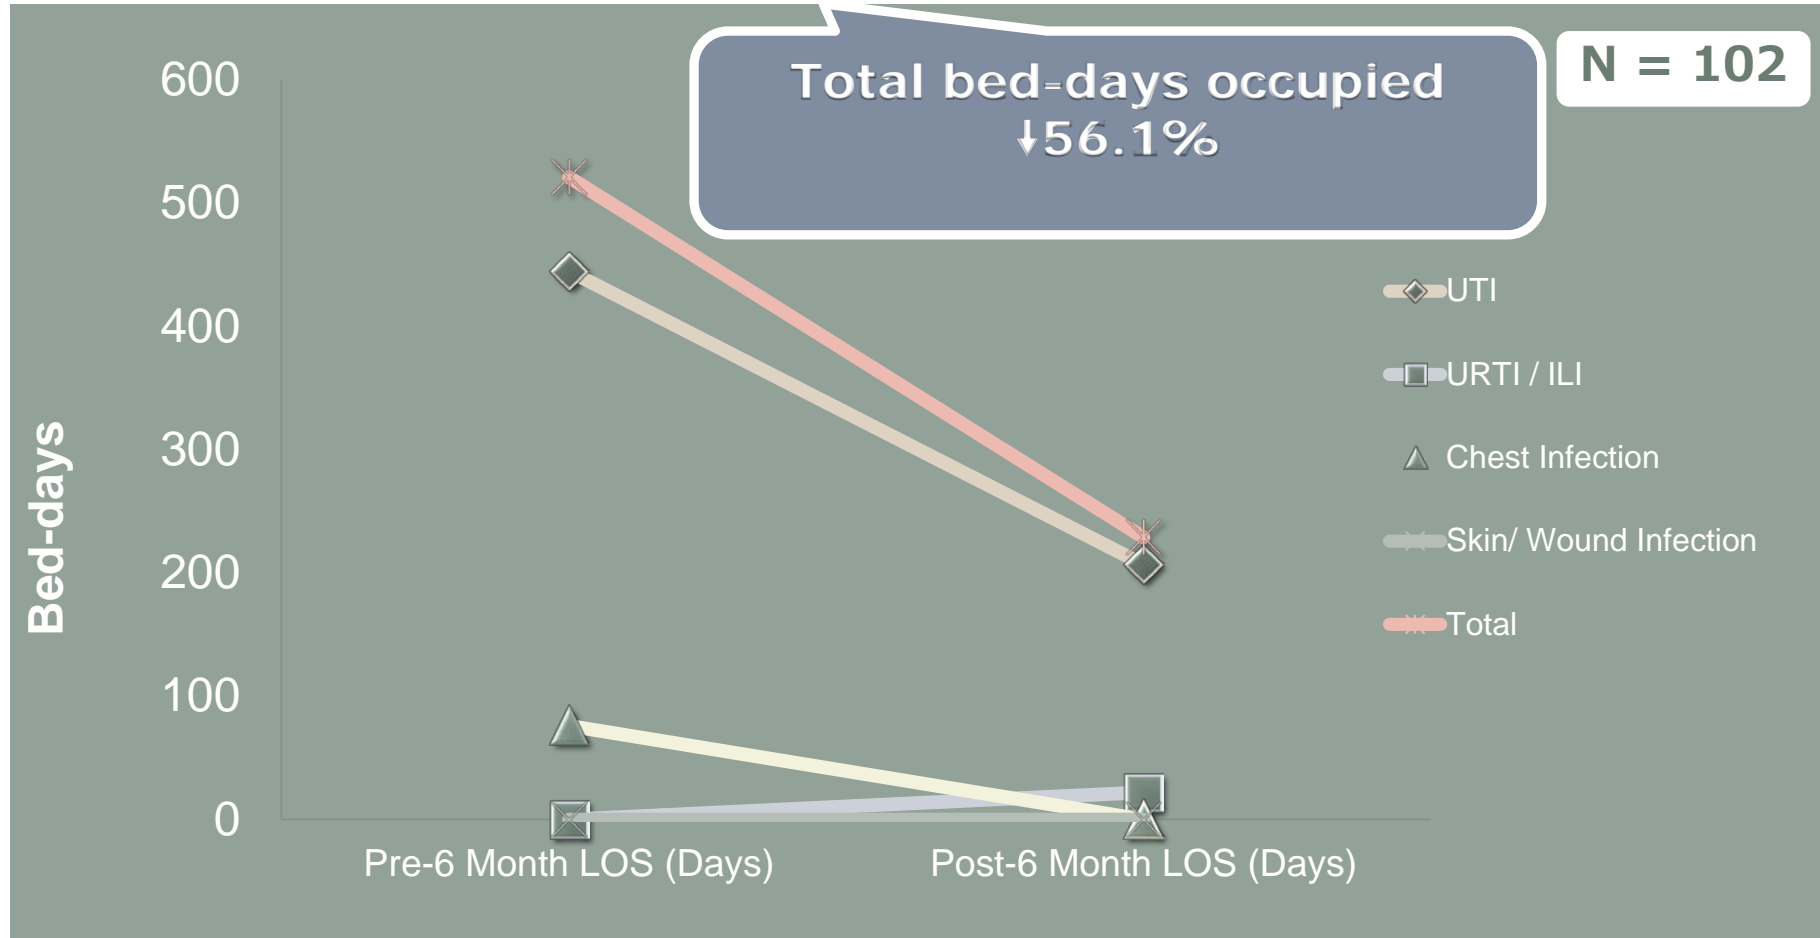 Total bed-days occupied
↓56.1%
N = 102
600
500
400
300
200
100
0
Bed-days
Pre-6 Month LOS (Days)
Post-6 Month LOS (Days)
UTI
URTI / ILI
Chest Infection
Skin/ Wound Infection
Total